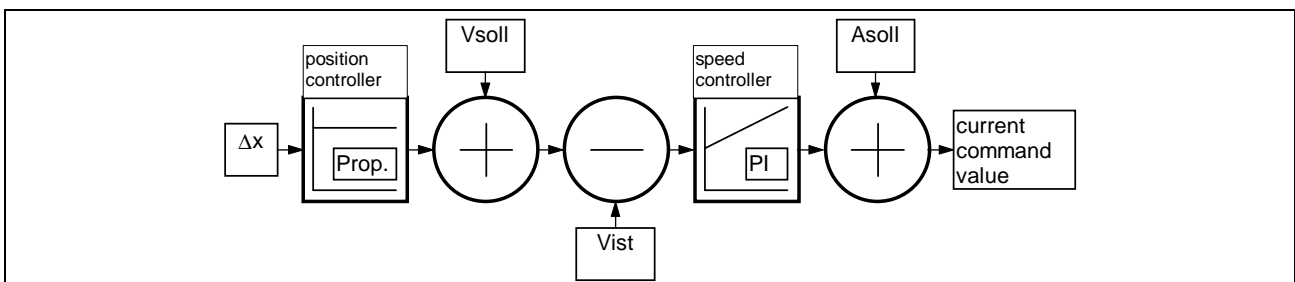 Vsoll
Asoll
position
controller
speed
controller
Δx
Prop.
PI
current
command
value
Vist